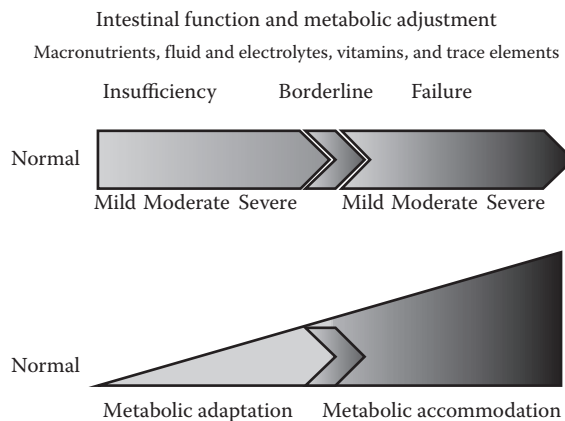 Intestinal function and metabolic adjustment
Macronutrients, fluid and electrolytes, vitamins, and trace elements
Insufficiency Borderline Failure
Normal
Mild Moderate Severe Mild Moderate Severe
Normal
Metabolic adaptation Metabolic accommodation